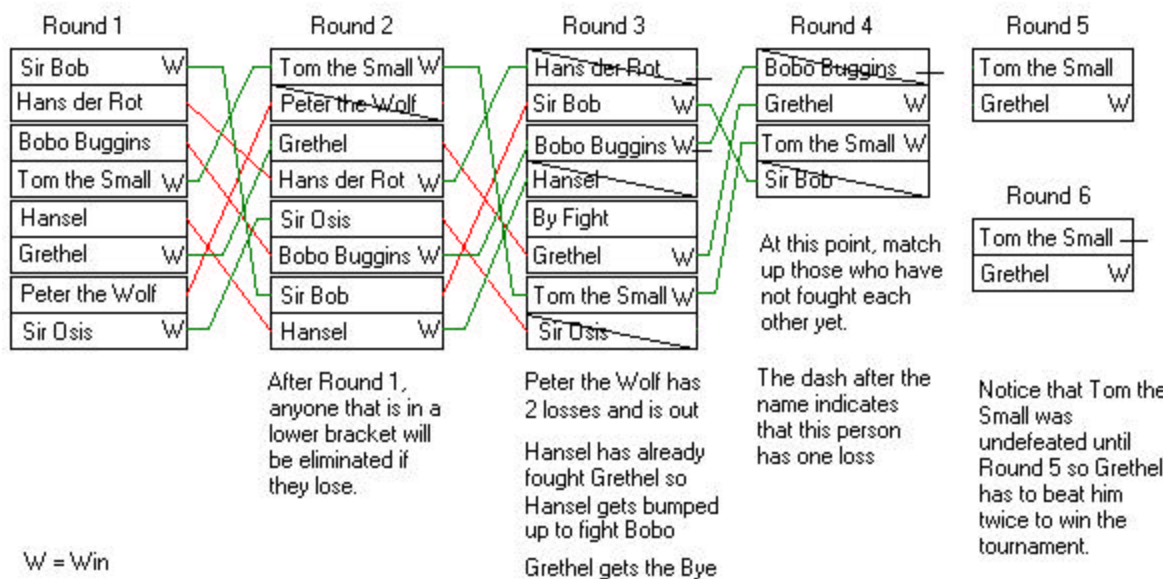 Round 1
Sir Bob W
Hans der Rot
Bobo Buggins
Tom the Small W
Hansel
Grethel W
Peter the Wolf
Sir Osis W
Round 2
Tom the Small W
Peter the Wolf
Grethel
Hans der Rot W
Sir Osis
Bobo Buggins W
Sir Bob
Hansel W
After Round 1,
anyone that is in a
lower bracket will
be eliminated if
they lose.
Round 3
Hans der Rot
Sir Bob W
Bobo Buggins W
Hansel
By Fight
Grethel W
Tom the Small W
Sir Osis
Peter the Wolf has
2 losses and is out
Hansel has already
fought Grethel so
Hansel gets bumped
up to fight Bobo
Grethel gets the Bye
Round 4
Bobo Buggins
Grethel W
Tom the Small W
Sir Bob
At this point, match
up those who have
not fought each
other yet.
The dash after the
name indicates
that this person
has one loss
Round 5
Tom the Small
Grethel W
Round 6
Tom the Small
Grethel W
Notice that Tom the
Small was
undefeated until
Round 5 so Grethel
has to beat him
twice to win the
tournament.
W = Win